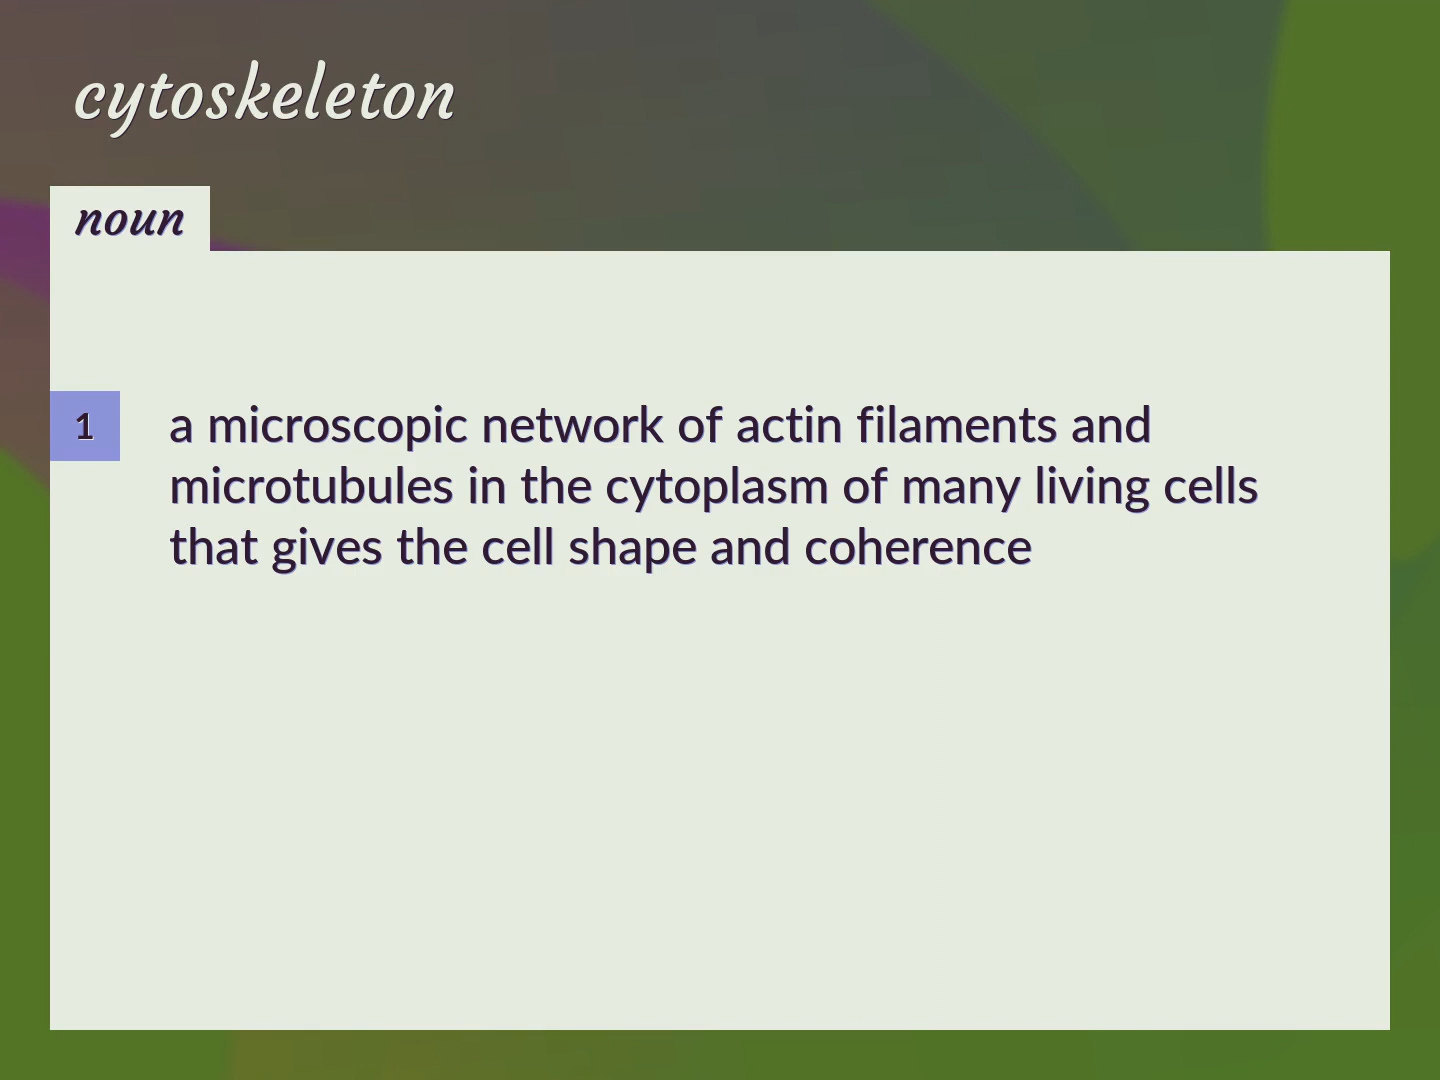 cytoskeleton
noun
1
a microscopic network of actin filaments and
microtubules in the cytoplasm of many living cells
that gives the cell shape and coherence